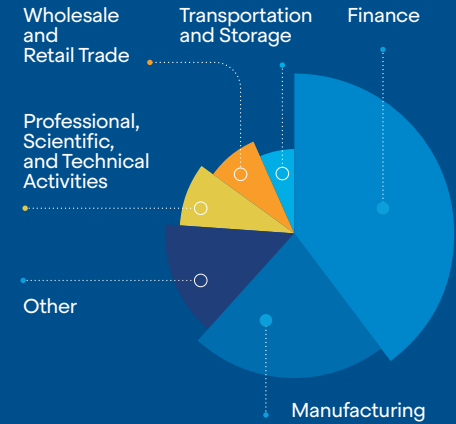 Wholesale
and
Retail Trade
Transportation
and Storage
Finance
Professional,
Scientific,
and Technical
Activities
Other
Manufacturing